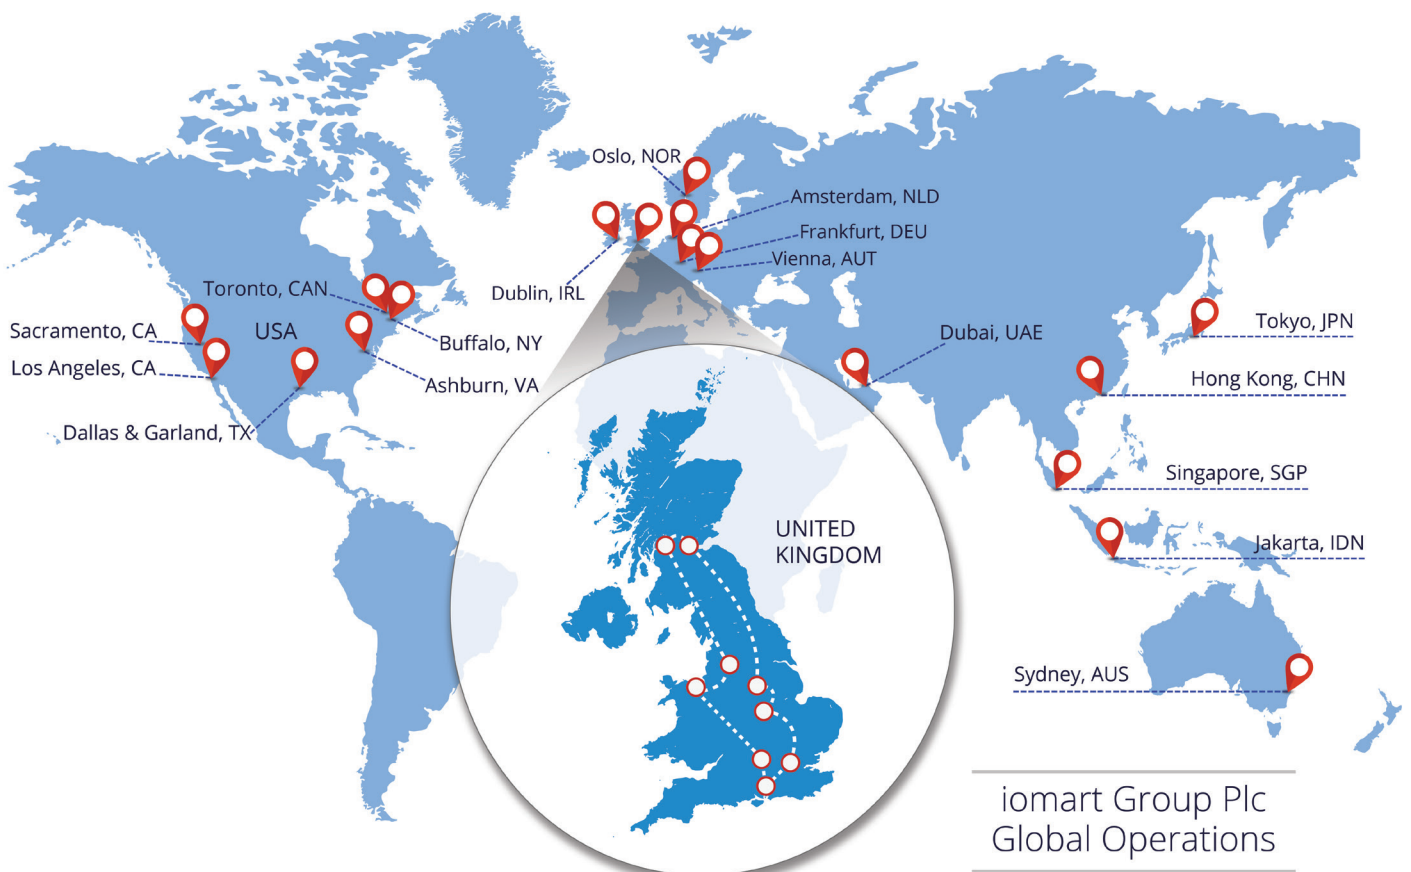 Oslo, NOR
Amsterdam, NLD
Frankfurt, DEU
Vienna, AUT
Dublin, IRL
Toronto, CAN
USA
Sacramento, CA
Los Angeles, CA
Buffalo, NY
Ashburn, VA
Dallas & Garland, TX
Dubai, UAE
Tokyo, JPN
Hong Kong, CHN
Singapore, SGP
Jakarta, IDN
Sydney, AUS
UNITED
KINGDOM
iomart Group Plc
Global Operations